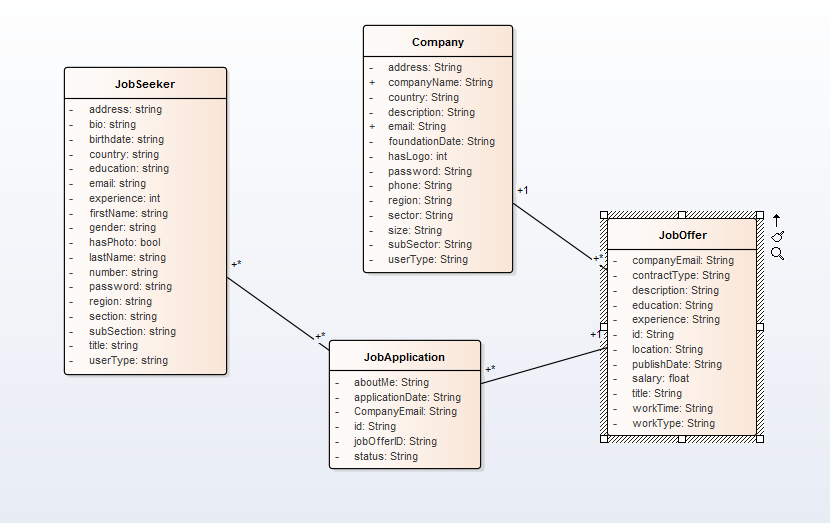 Company
- address: String
+ companyName: String
- country: String
- description: String
+ email: String
- foundationDate: String
- hasLogo: int
- password: String
- phone: String
- region: String
- sector: String
- size: String
- subSector: String
- userType: String
JobSeeker
- address: string
- bio: string
- birthdate: string
- country: string
- education: string
- email: string
- experience: int
- firstName: string
- gender: string
- hasPhoto: bool
- lastName: string
- number: string
- password: string
- region: string
- section: string
- subSection: string
- title: string
- userType: string
+1
+*
JobOffer
- companyEmail: String
- contractType: String
- description: String
- education: String
- experience: String
- id: String
- location: String
- publishDate: String
- salary: float
- title: String
- workTime: String
- workType: String
+*
+*
+1
+*
JobApplication
- aboutMe: String
- applicationDate: String
- CompanyEmail: String
- id: String
- jobOfferID: String
- status: String